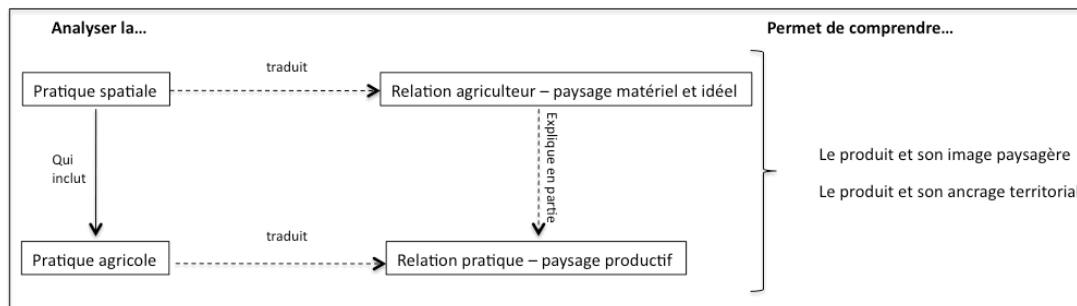 Analyser la…
Permet de comprendre…
traduit
Pratique spatiale
Relation agriculteur – paysage matériel et idéel
Qui
inclut
Explique en partie
Le produit et son image paysagère
Le produit et son ancrage territorial
traduit
Pratique agricole
Relation pratique – paysage productif